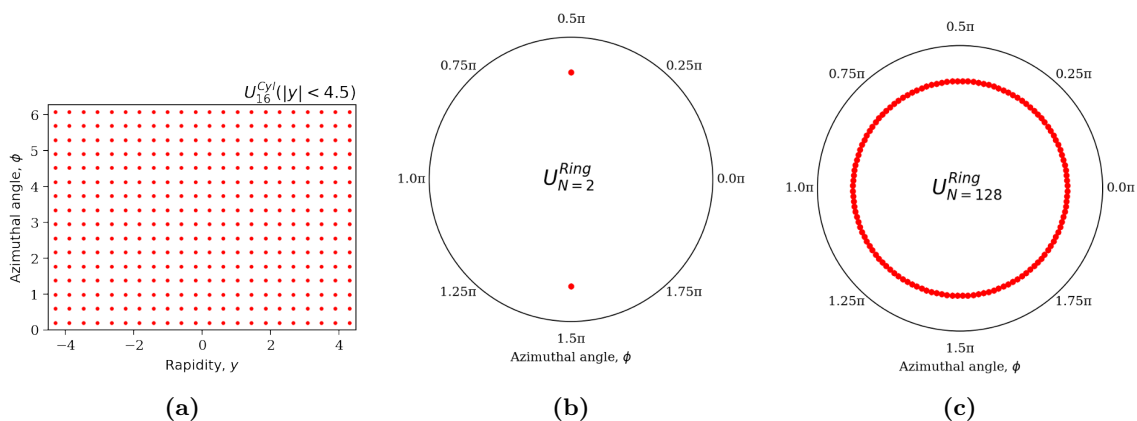 U_{16}^{Cyl}(|y| < 4.5)
Azimuthal angle, ϕ
6
5
4
3
2
1
0
−4
−2
0
2
4
Rapidity, y
(a)
0.5π
0.75π
0.25π
1.0π
U_{N=2}^{Ring}
0.0π
1.25π
1.75π
1.5π
Azimuthal angle, ϕ
(b)
0.5π
0.75π
0.25π
1.0π
U_{N=128}^{Ring}
0.0π
1.25π
1.75π
1.5π
Azimuthal angle, ϕ
(c)